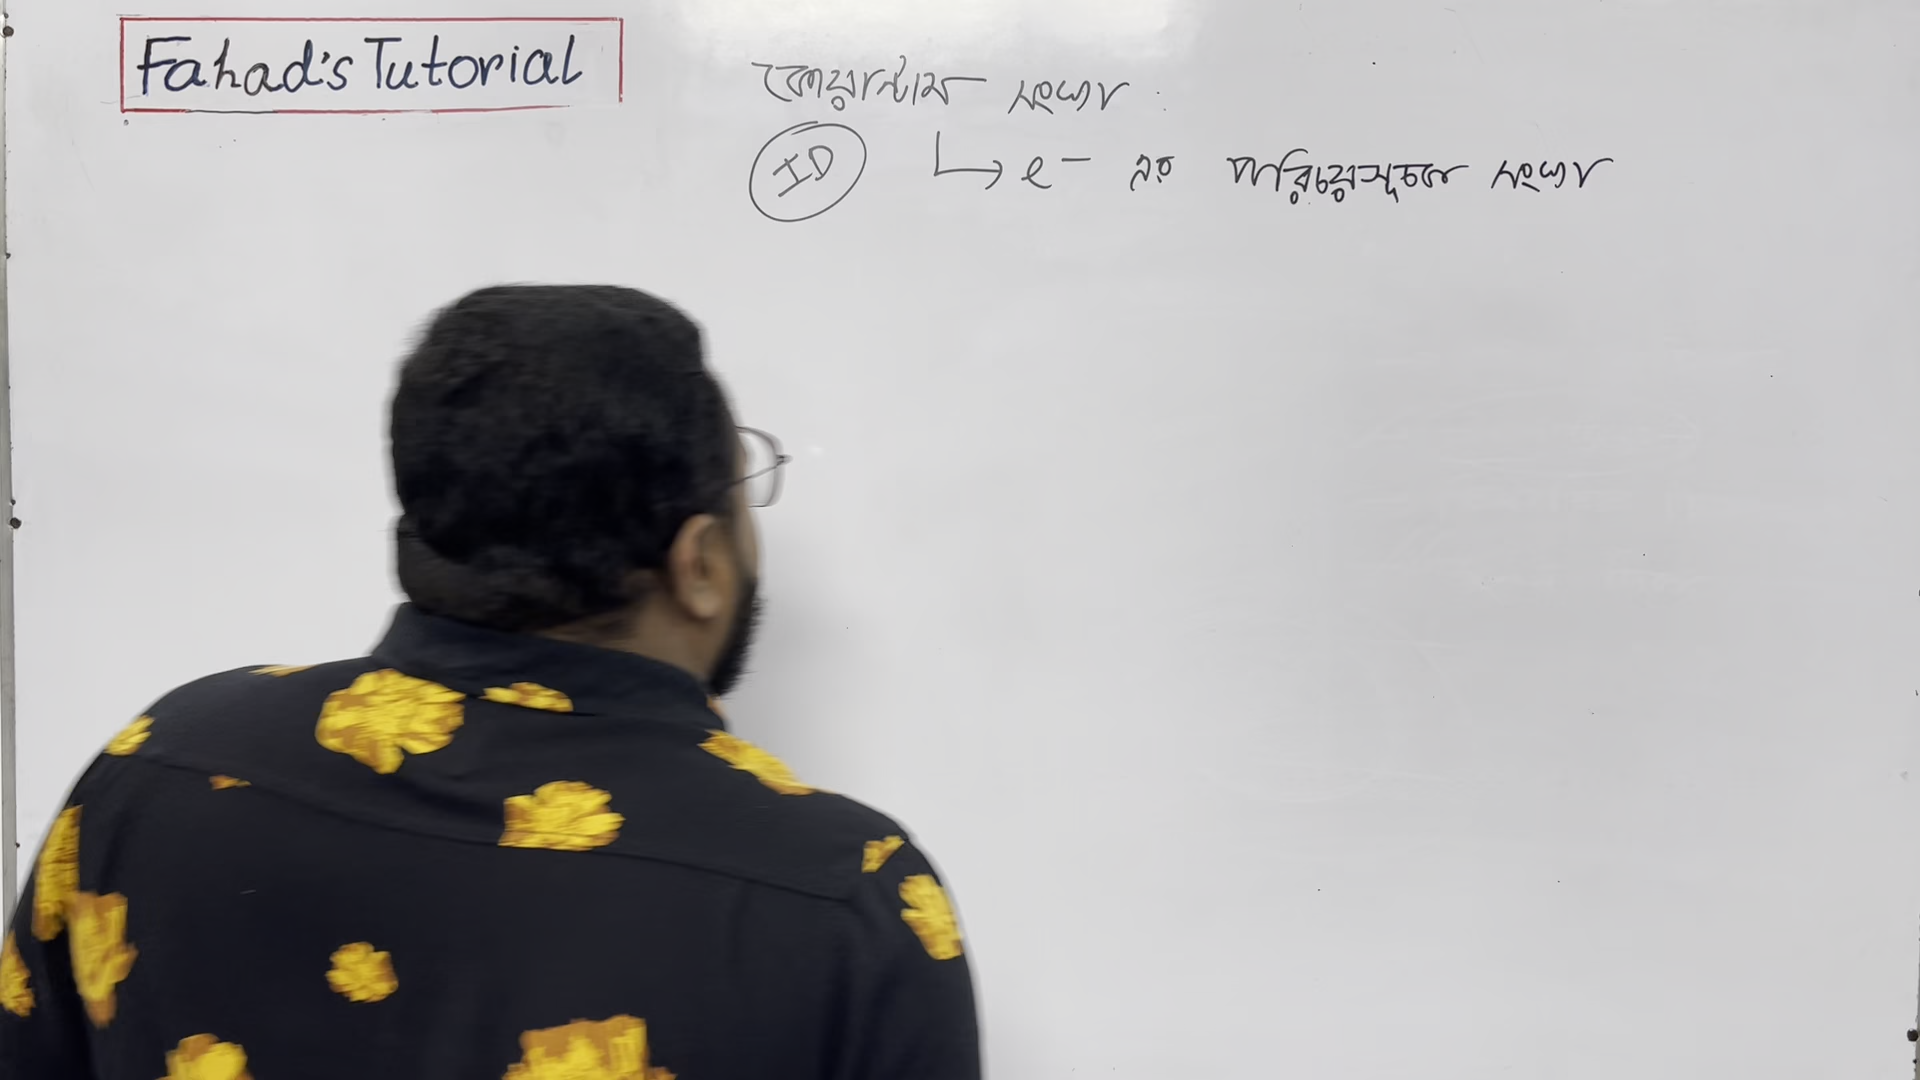 Fahad's Tutorial
কোয়ান্টাম সংখ্যা
ID → e⁻ এর পরিচয়সূচক সংখ্যা